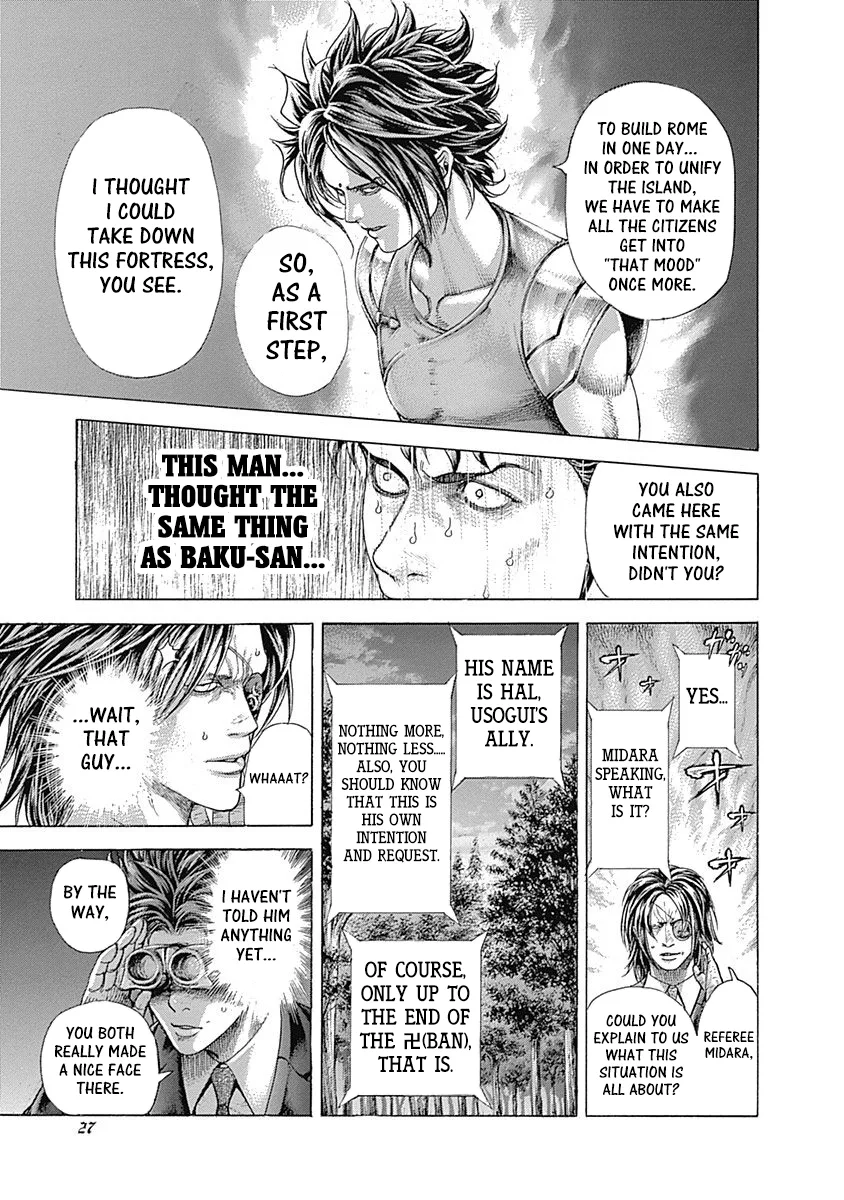 TO BUILD ROME
IN ONE DAY...
IN ORDER TO UNIFY
THE ISLAND,
WE HAVE TO MAKE
ALL THE CITIZENS
GET INTO
"THAT MOOD"
ONCE MORE.
SO,
AS A
FIRST
STEP,
I THOUGHT
I COULD
TAKE DOWN
THIS FORTRESS,
YOU SEE.
YOU ALSO
CAME HERE
WITH THE SAME
INTENTION,
DIDN'T YOU?
THIS MAN...
THOUGHT THE
SAME THING
AS BAKU-SAN...
YES...
MIDARA
SPEAKING,
WHAT
IS IT?
REFEREE
MIDARA,
COULD YOU
EXPLAIN TO US
WHAT THIS
SITUATION IS
ALL ABOUT?
HIS NAME
IS HAL,
USOGUI'S
ALLY.
NOTHING MORE,
NOTHING LESS.....
ALSO, YOU
SHOULD KNOW
THAT THIS IS
HIS OWN
INTENTION
AND REQUEST.
OF COURSE,
ONLY UP TO
THE END OF
THE 卍(BAN),
THAT IS.
WHAAAT?
...WAIT,
THAT
GUY...
I HAVEN'T
TOLD HIM
ANYTHING
YET...
BY THE
WAY,
YOU BOTH
REALLY MADE
A NICE FACE
THERE.
27